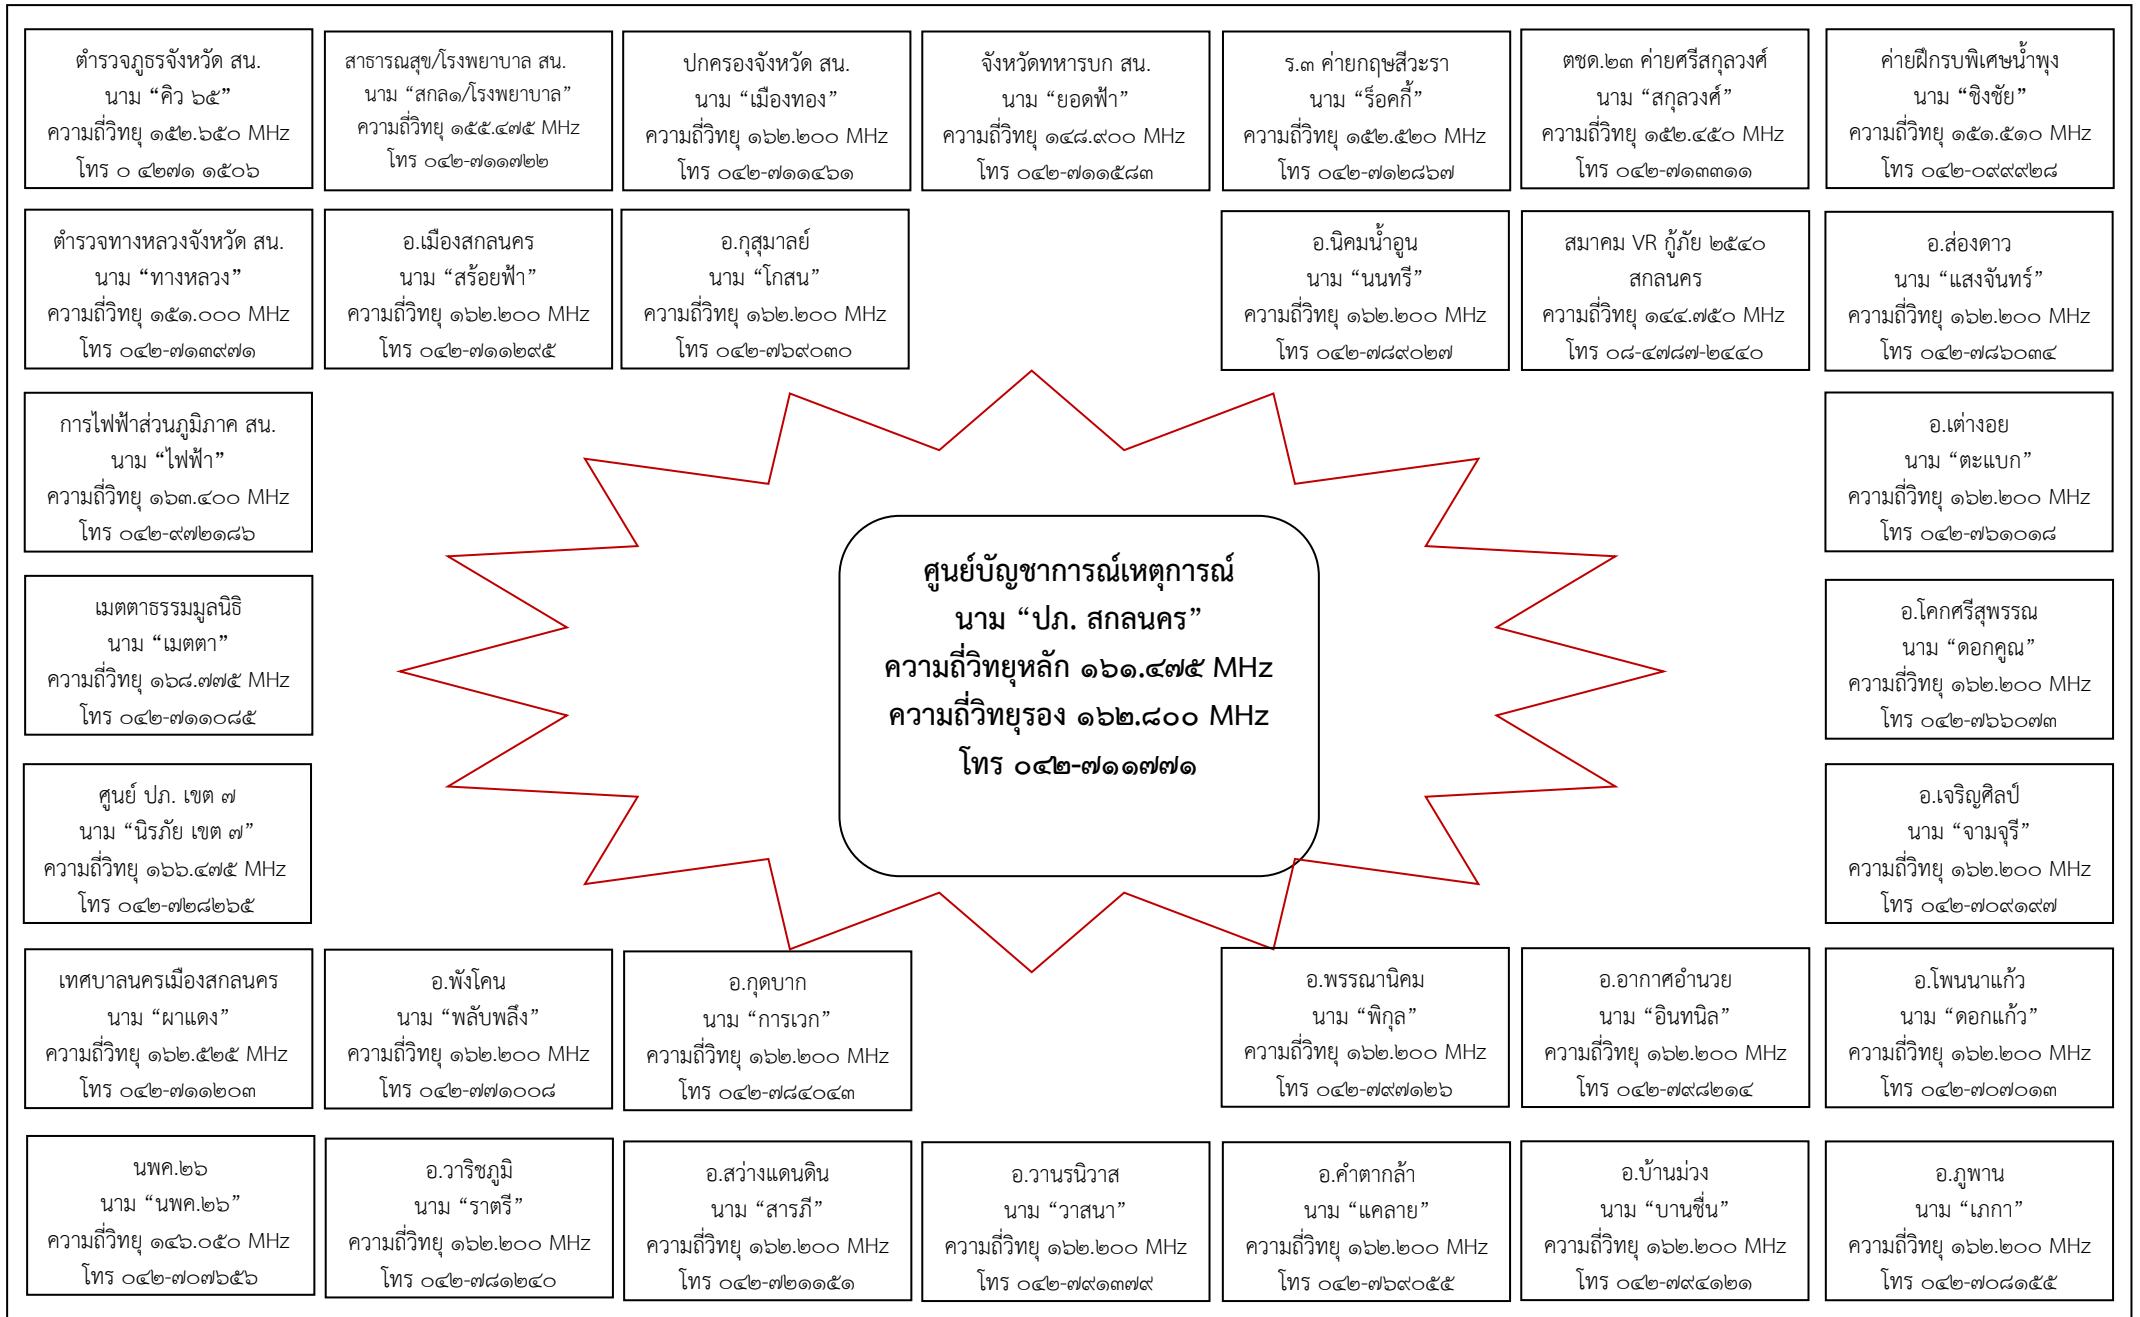 ตำรวจภูธรจังหวัด สน.
นาม “คิว ๖๕”
ความถี่วิทยุ ๑๕๒.๖๕๐ MHz
โทร ๐ ๔๒๗๑ ๑๕๐๖
สาธารณสุข/โรงพยาบาล สน.
นาม “สกล๑/โรงพยาบาล”
ความถี่วิทยุ ๑๕๕.๔๗๕ MHz
โทร ๐๔๒-๗๑๑๗๒๒
ปกครองจังหวัด สน.
นาม “เมืองทอง”
ความถี่วิทยุ ๑๖๒.๒๐๐ MHz
โทร ๐๔๒-๗๑๑๔๖๑
จังหวัดทหารบก สน.
นาม “ยอดฟ้า”
ความถี่วิทยุ ๑๔๘.๙๐๐ MHz
โทร ๐๔๒-๗๑๑๕๘๓
ร.๓ ค่ายกฤษสีวะรา
นาม “ร็อคกี้”
ความถี่วิทยุ ๑๕๒.๕๒๐ MHz
โทร ๐๔๒-๗๑๒๘๖๗
ตชด.๒๓ ค่ายศรีสกุลวงศ์
นาม “สกุลวงศ์”
ความถี่วิทยุ ๑๕๒.๔๕๐ MHz
โทร ๐๔๒-๗๑๓๓๑๑
ค่ายฝึกรบพิเศษน้ำพุง
นาม “ชิงชัย”
ความถี่วิทยุ ๑๕๑.๕๑๐ MHz
โทร ๐๔๒-๐๙๙๙๒๘
ตำรวจทางหลวงจังหวัด สน.
นาม “ทางหลวง”
ความถี่วิทยุ ๑๕๑.๐๐๐ MHz
โทร ๐๔๒-๗๑๓๙๗๑
อ.เมืองสกลนคร
นาม “สร้อยฟ้า”
ความถี่วิทยุ ๑๖๒.๒๐๐ MHz
โทร ๐๔๒-๗๑๑๒๙๕
อ.กุสุมาลย์
นาม “โกสน”
ความถี่วิทยุ ๑๖๒.๒๐๐ MHz
โทร ๐๔๒-๗๖๙๐๓๐
อ.นิคมน้ำอูน
นาม “นนทรี”
ความถี่วิทยุ ๑๖๒.๒๐๐ MHz
โทร ๐๔๒-๗๘๙๐๒๗
สมาคม VR กู้ภัย ๒๕๔๐
สกลนคร
ความถี่วิทยุ ๑๔๔.๗๕๐ MHz
โทร ๐๘-๔๗๘๗-๒๔๔๐
อ.ส่องดาว
นาม “แสงจันทร์”
ความถี่วิทยุ ๑๖๒.๒๐๐ MHz
โทร ๐๔๒-๗๘๖๐๓๔
การไฟฟ้าส่วนภูมิภาค สน.
นาม “ไฟฟ้า”
ความถี่วิทยุ ๑๖๓.๔๐๐ MHz
โทร ๐๔๒-๙๗๒๑๘๖
อ.เต่างอย
นาม “ตะแบก”
ความถี่วิทยุ ๑๖๒.๒๐๐ MHz
โทร ๐๔๒-๗๖๑๐๑๘
ศูนย์บัญชาการณ์เหตุการณ์
นาม “ปภ. สกลนคร”
ความถี่วิทยุหลัก ๑๖๑.๔๗๕ MHz
ความถี่วิทยุรอง ๑๖๒.๘๐๐ MHz
โทร ๐๔๒-๗๑๑๗๗๑
เมตตาธรรมมูลนิธิ
นาม “เมตตา”
ความถี่วิทยุ ๑๖๘.๗๗๕ MHz
โทร ๐๔๒-๗๑๑๐๘๕
อ.โคกศรีสุพรรณ
นาม “ดอกคูณ”
ความถี่วิทยุ ๑๖๒.๒๐๐ MHz
โทร ๐๔๒-๗๖๖๐๗๓
ศูนย์ ปภ. เขต ๗
นาม “นิรภัย เขต ๗”
ความถี่วิทยุ ๑๖๖.๔๗๕ MHz
โทร ๐๔๒-๗๒๘๒๖๕
อ.เจริญศิลป์
นาม “จามจุรี”
ความถี่วิทยุ ๑๖๒.๒๐๐ MHz
โทร ๐๔๒-๗๐๙๑๙๗
เทศบาลนครเมืองสกลนคร
นาม “ผาแดง”
ความถี่วิทยุ ๑๖๒.๕๒๕ MHz
โทร ๐๔๒-๗๑๑๒๐๓
อ.พังโคน
นาม “พลับพลึง”
ความถี่วิทยุ ๑๖๒.๒๐๐ MHz
โทร ๐๔๒-๗๗๑๐๐๘
อ.กุดบาก
นาม “การเวก”
ความถี่วิทยุ ๑๖๒.๒๐๐ MHz
โทร ๐๔๒-๗๘๔๐๔๓
อ.พรรณานิคม
นาม “พิกุล”
ความถี่วิทยุ ๑๖๒.๒๐๐ MHz
โทร ๐๔๒-๗๙๗๑๒๖
อ.อากาศอำนวย
นาม “อินทนิล”
ความถี่วิทยุ ๑๖๒.๒๐๐ MHz
โทร ๐๔๒-๗๙๘๒๑๔
อ.โพนนาแก้ว
นาม “ดอกแก้ว”
ความถี่วิทยุ ๑๖๒.๒๐๐ MHz
โทร ๐๔๒-๗๐๗๐๑๓
นพค.๒๖
นาม “นพค.๒๖”
ความถี่วิทยุ ๑๔๖.๐๕๐ MHz
โทร ๐๔๒-๗๐๗๖๕๖
อ.วาริชภูมิ
นาม “ราตรี”
ความถี่วิทยุ ๑๖๒.๒๐๐ MHz
โทร ๐๔๒-๗๘๑๒๔๐
อ.สว่างแดนดิน
นาม “สารภี”
ความถี่วิทยุ ๑๖๒.๒๐๐ MHz
โทร ๐๔๒-๗๒๑๑๕๑
อ.วานรนิวาส
นาม “วาสนา”
ความถี่วิทยุ ๑๖๒.๒๐๐ MHz
โทร ๐๔๒-๗๙๑๓๗๙
อ.คำตากล้า
นาม “แคลาย”
ความถี่วิทยุ ๑๖๒.๒๐๐ MHz
โทร ๐๔๒-๗๖๙๐๕๕
อ.บ้านม่วง
นาม “บานชื่น”
ความถี่วิทยุ ๑๖๒.๒๐๐ MHz
โทร ๐๔๒-๗๙๔๑๒๑
อ.ภูพาน
นาม “เภกา”
ความถี่วิทยุ ๑๖๒.๒๐๐ MHz
โทร ๐๔๒-๗๐๘๑๕๕